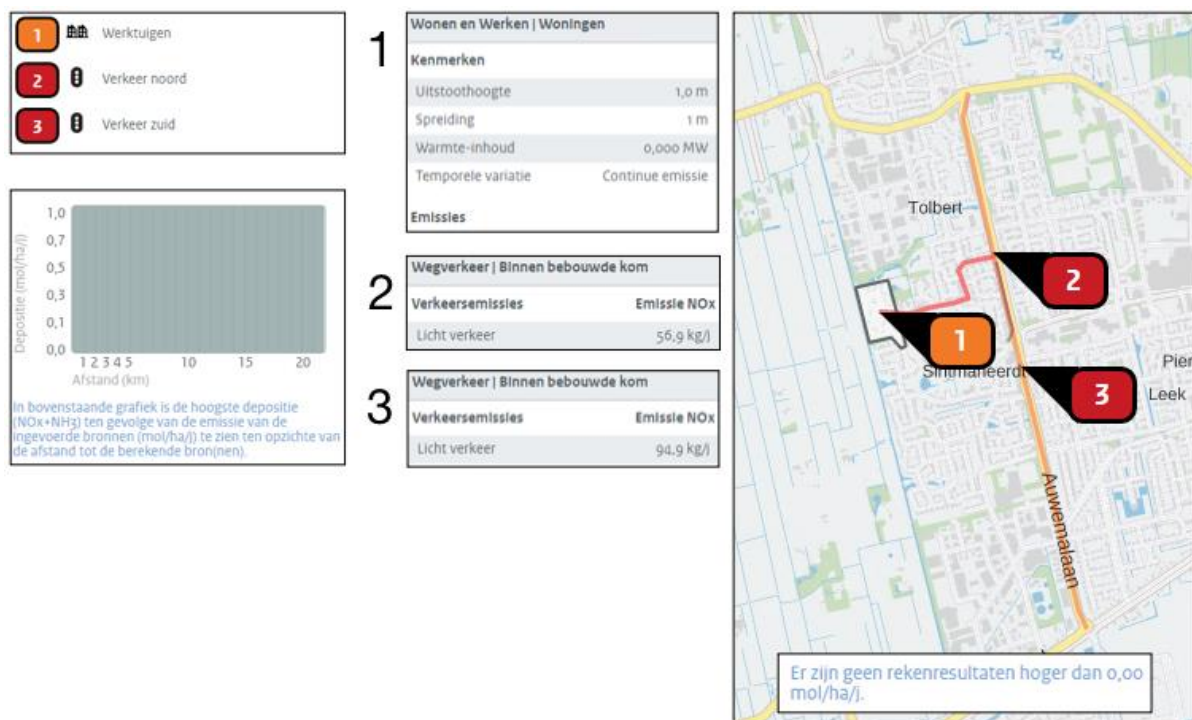 1 Werktuigen
2 Verkeer noord
3 Verkeer zuid
1,0
0,7
0,5
0,3
0,1
0,0
Depositie (mol/ha/j)
1 2 3 4 5 10 15 20
Afstand (km)
In bovenstaande grafiek is de hoogste depositie
(NOx+NH3) ten gevolge van de emissie van de
ingevoerde bronnen (mol/ha/j) te zien ten opzichte van
de afstand tot de berekende bron(nen).
1
Wonen en Werken | Woningen
Kenmerken
Uitstoothoogte 1,0 m
Spreiding 1 m
Warmte-inhoud 0,000 MW
Temporele variatie Continue emissie
Emissies
2
Wegverkeer | Binnen bebouwde kom
Verkeersemissies Emissie NOx
Licht verkeer 56,9 kg/j
3
Wegverkeer | Binnen bebouwde kom
Verkeersemissies Emissie NOx
Licht verkeer 94,9 kg/j
Tolbert
2
1
Sintmaheerdt
3
Pier
Leek
Auwemalaan
Er zijn geen rekenresultaten hoger dan 0,00
mol/ha/j.